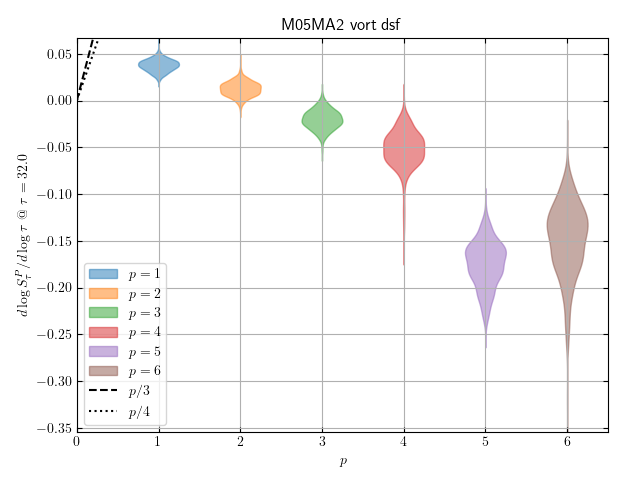 M05MA2 vort dsf
0.05
0.00
−0.05
−0.10
−0.15
−0.20
−0.25
−0.30
−0.35
d log S_τ^P / d log τ @ τ = 32.0
p = 1
p = 2
p = 3
p = 4
p = 5
p = 6
p/3
p/4
0 1 2 3 4 5 6
p